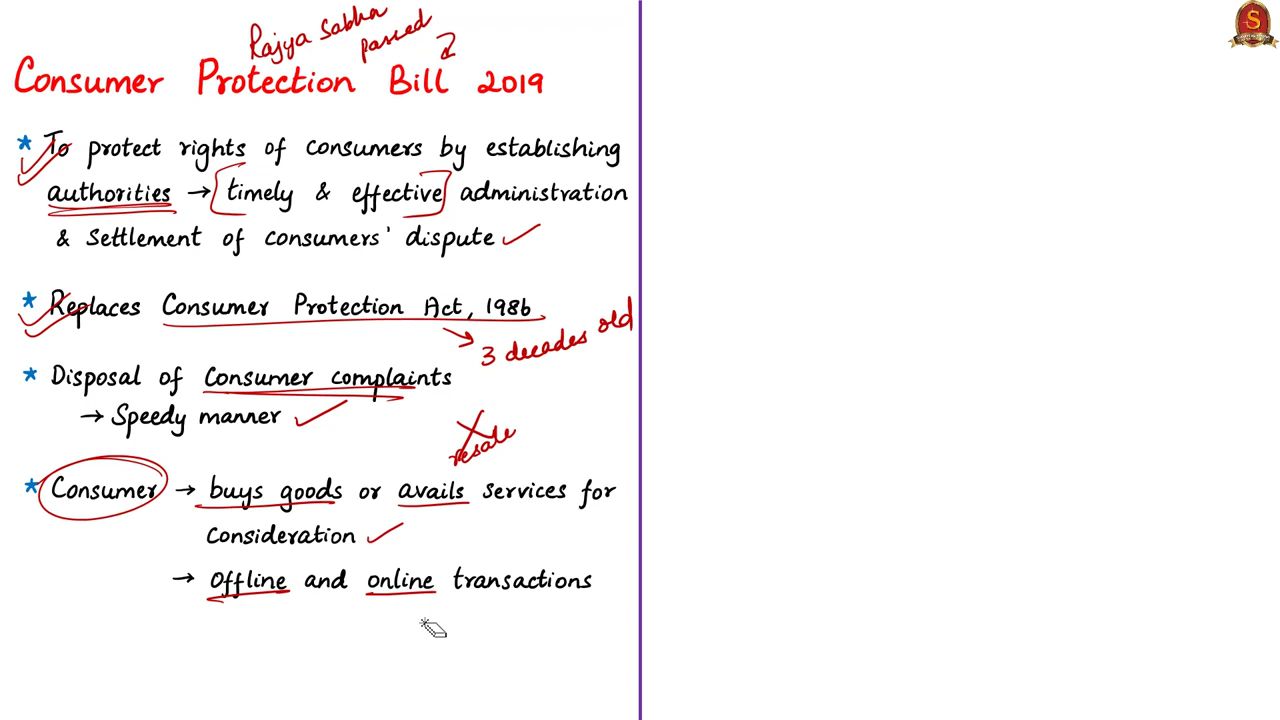 Rajya Sabha
passed
Consumer Protection Bill 2019
* To protect rights of consumers by establishing
authorities → [timely & effective] administration
& Settlement of consumers' dispute
* Replaces Consumer Protection Act, 1986
→ 3 decades old
* Disposal of Consumer complaints
→ Speedy manner
resale
* Consumer → buys goods or avails services for
Consideration
→ Offline and online transactions
S